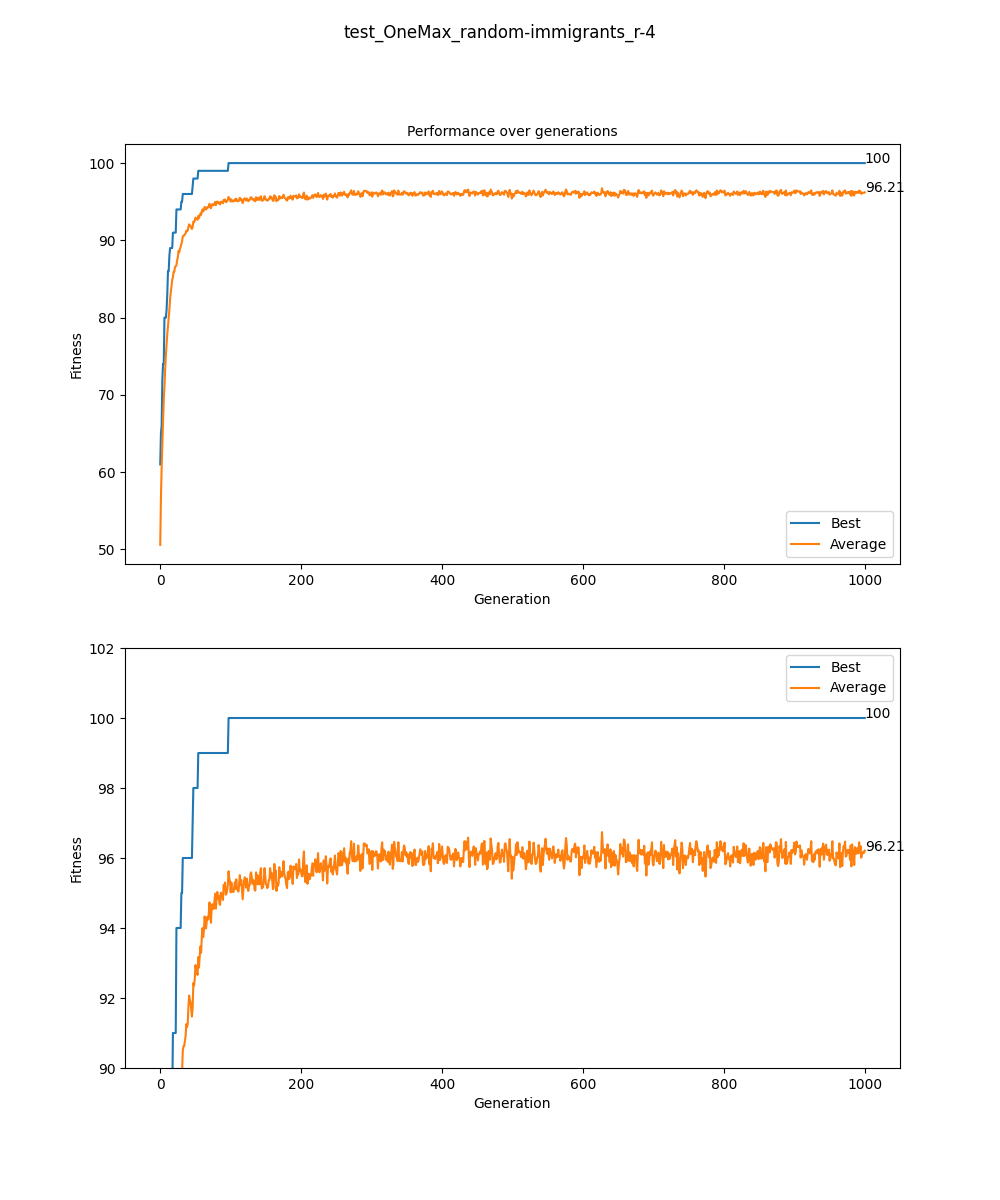 test_OneMax_random-immigrants_r-4
Performance over generations
Fitness
100
90
80
70
60
50
100
96.21
Best
Average
0 200 400 600 800 1000
Generation
Fitness
102
100
98
96
94
92
90
Best
Average
100
96.21
0 200 400 600 800 1000
Generation